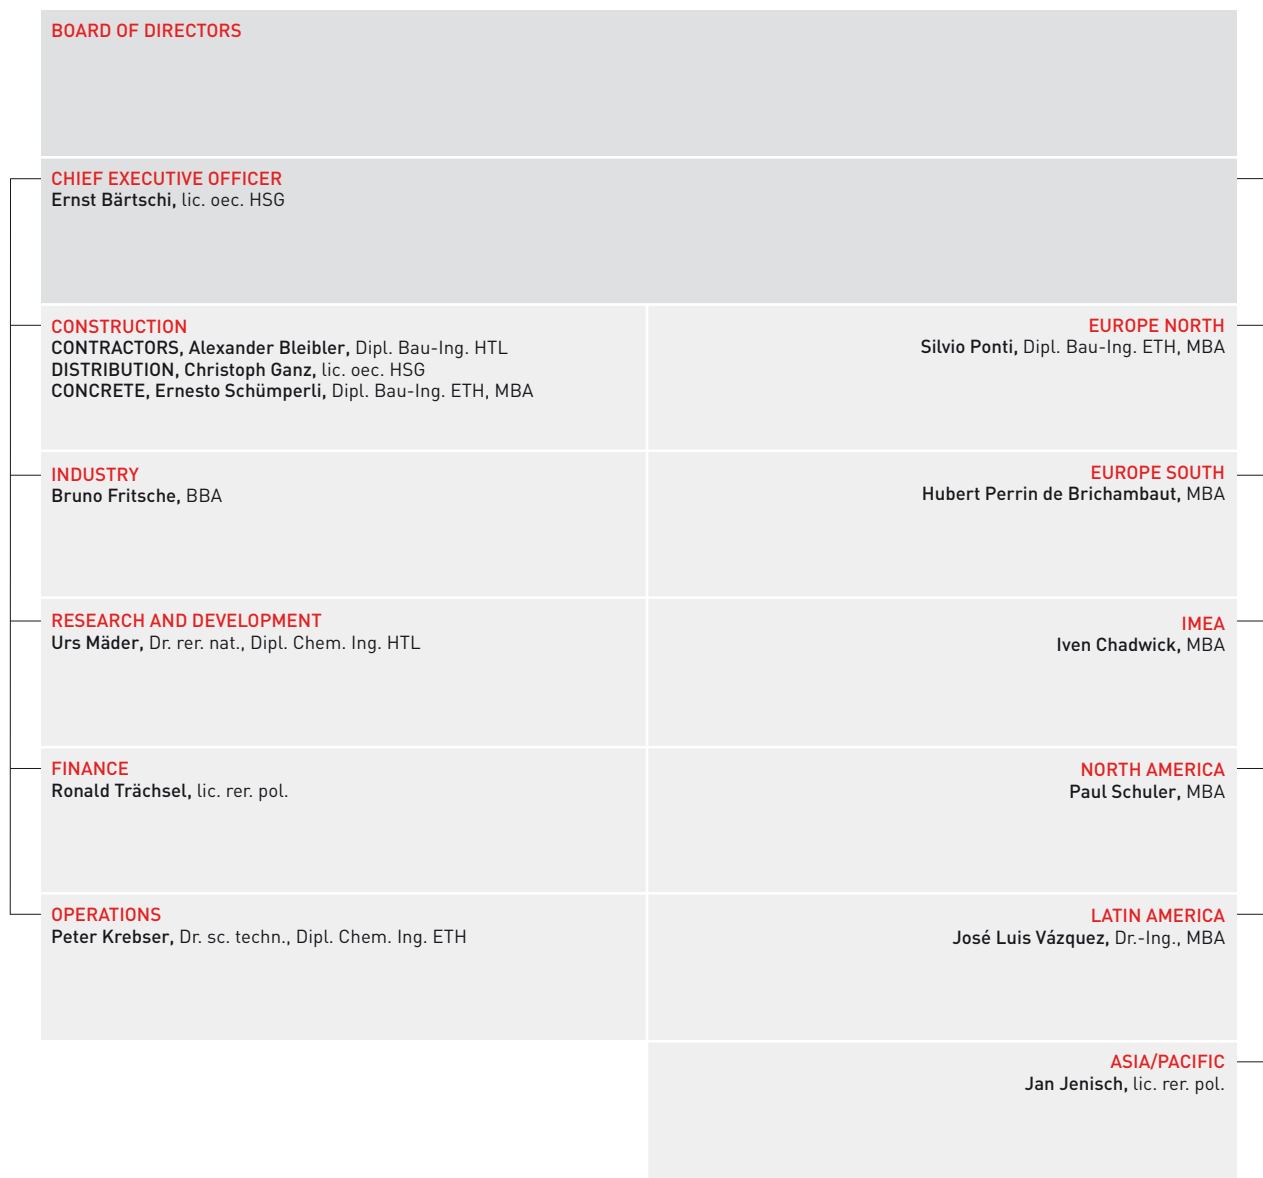 BOARD OF DIRECTORS
CHIEF EXECUTIVE OFFICER
Ernst Bärtschi, lic. oec. HSG
CONSTRUCTION
CONTRACTORS, Alexander Bleibler, Dipl. Bau-Ing. HTL
DISTRIBUTION, Christoph Ganz, lic. oec. HSG
CONCRETE, Ernesto Schümperli, Dipl. Bau-Ing. ETH, MBA
EUROPE NORTH
Silvio Ponti, Dipl. Bau-Ing. ETH, MBA
INDUSTRY
Bruno Fritsche, BBA
EUROPE SOUTH
Hubert Perrin de Brichambaut, MBA
RESEARCH AND DEVELOPMENT
Urs Mäder, Dr. rer. nat., Dipl. Chem. Ing. HTL
IMEA
Iven Chadwick, MBA
FINANCE
Ronald Trächsel, lic. rer. pol.
NORTH AMERICA
Paul Schuler, MBA
OPERATIONS
Peter Krebser, Dr. sc. techn., Dipl. Chem. Ing. ETH
LATIN AMERICA
José Luis Vázquez, Dr.-Ing., MBA
ASIA/PACIFIC
Jan Jenisch, lic. rer. pol.